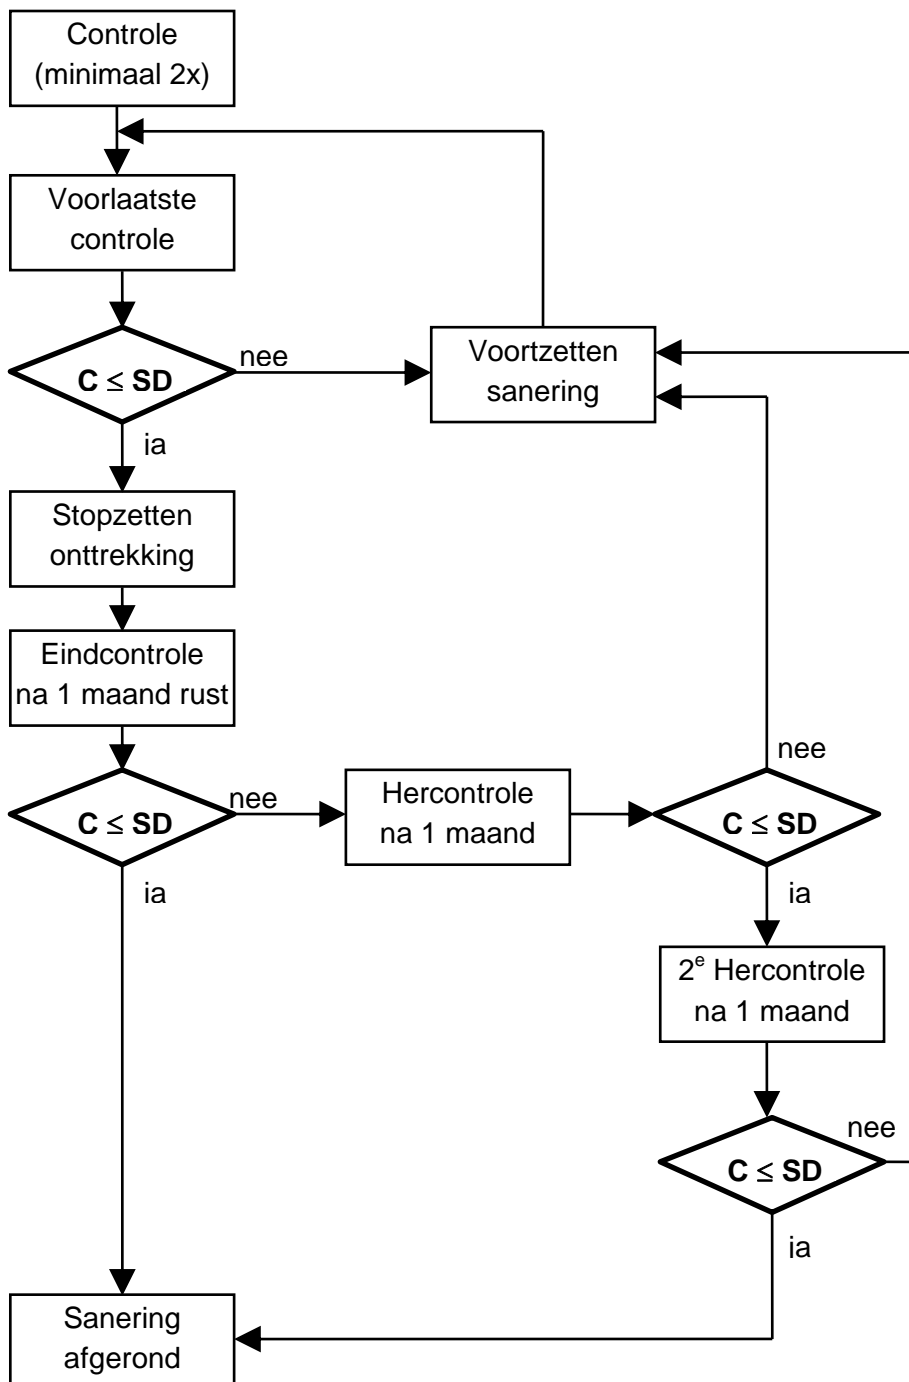 Controle
(minimaal 2x)
Voorlaatste
controle
C ≤ SD
nee
Voortzetten
sanering
ia
Stopzetten
onttrekking
Eindcontrole
na 1 maand rust
C ≤ SD
nee
Hercontrole
na 1 maand
C ≤ SD
nee
ia
ia
2e Hercontrole
na 1 maand
C ≤ SD
nee
ia
Sanering
afgerond